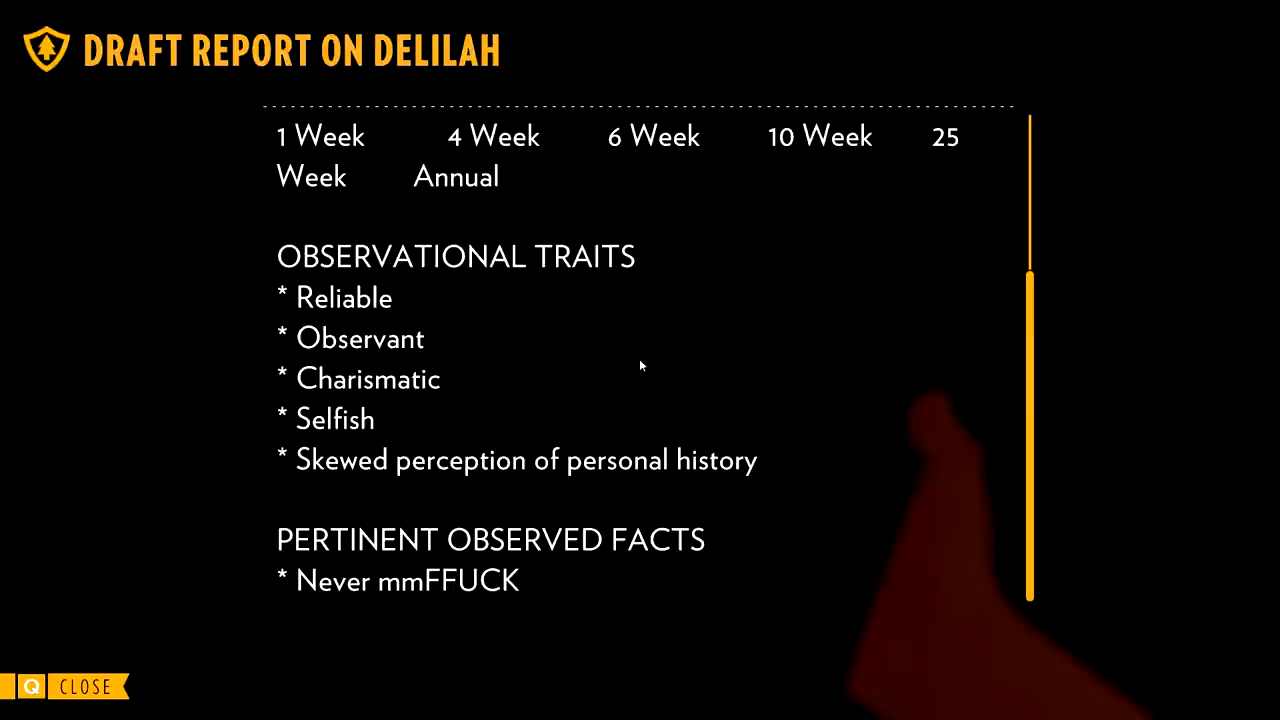 DRAFT REPORT ON DELILAH
1 Week 4 Week 6 Week 10 Week 25
Week Annual
OBSERVATIONAL TRAITS
* Reliable
* Observant
* Charismatic
* Selfish
* Skewed perception of personal history
PERTINENT OBSERVED FACTS
* Never mmFFUCK
Q CLOSE